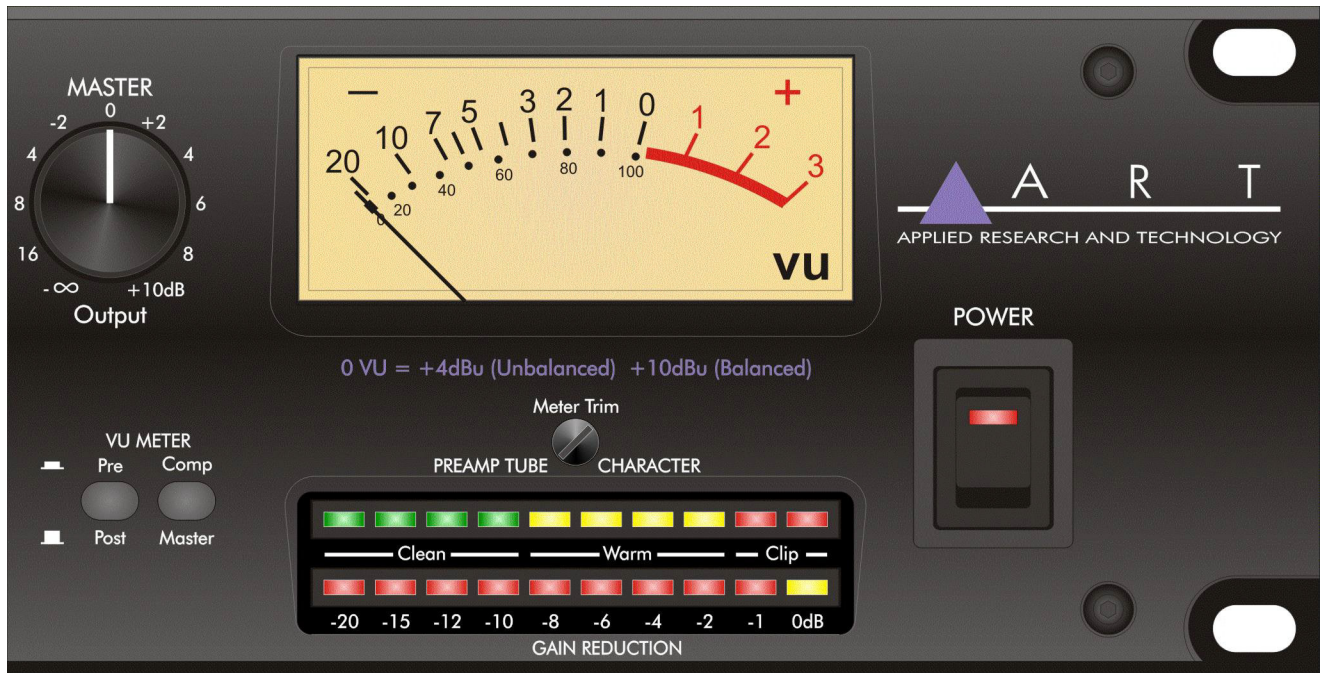 MASTER
-2 0 +2
4 4
8 6
16 8
-∞ +10dB
Output
− +
20 10 7 5 3 2 1 0 1 2 3
0 20 40 60 80 100
vu
0 VU = +4dBu (Unbalanced) +10dBu (Balanced)
Meter Trim
PREAMP TUBE CHARACTER
Clean Warm Clip
-20 -15 -12 -10 -8 -6 -4 -2 -1 0dB
GAIN REDUCTION
VU METER
Pre Comp
Post Master
A R T
APPLIED RESEARCH AND TECHNOLOGY
POWER